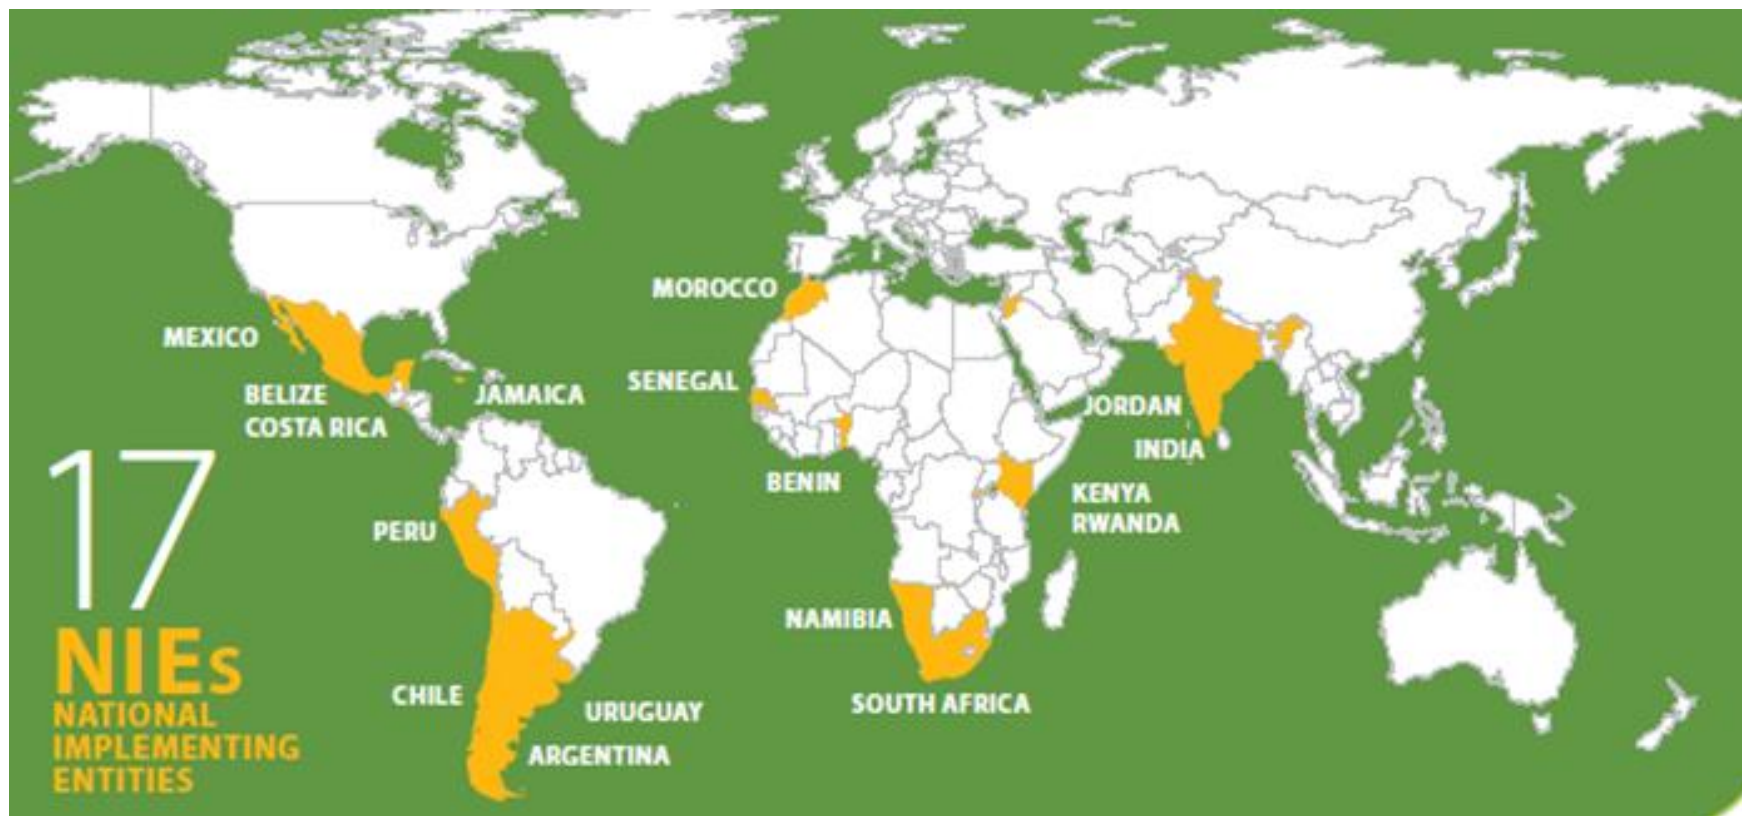 MOROCCO
MEXICO
SENEGAL
BELIZE
JAMAICA
COSTA RICA
JORDAN
INDIA
BENIN
KENYA
RWANDA
PERU
17
NIEs
NATIONAL
IMPLEMENTING
ENTITIES
NAMIBIA
CHILE
URUGUAY
SOUTH AFRICA
ARGENTINA